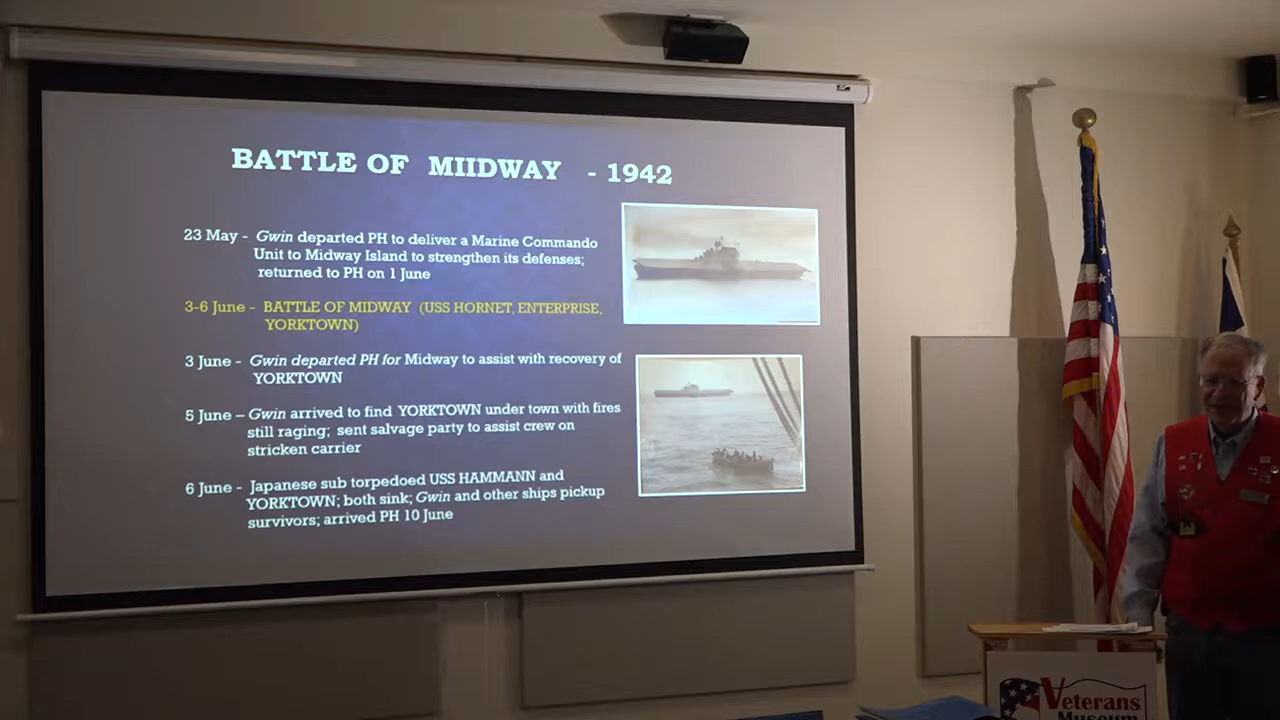 BATTLE OF MIIDWAY - 1942
23 May - Gwin departed PH to deliver a Marine Commando
Unit to Midway Island to strengthen its defenses;
returned to PH on 1 June
3-6 June - BATTLE OF MIDWAY (USS HORNET, ENTERPRISE,
YORKTOWN)
3 June - Gwin departed PH for Midway to assist with recovery of
YORKTOWN
5 June – Gwin arrived to find YORKTOWN under town with fires
still raging; sent salvage party to assist crew on
stricken carrier
6 June - Japanese sub torpedoed USS HAMMANN and
YORKTOWN; both sink; Gwin and other ships pickup
survivors; arrived PH 10 June
Veterans
Museum